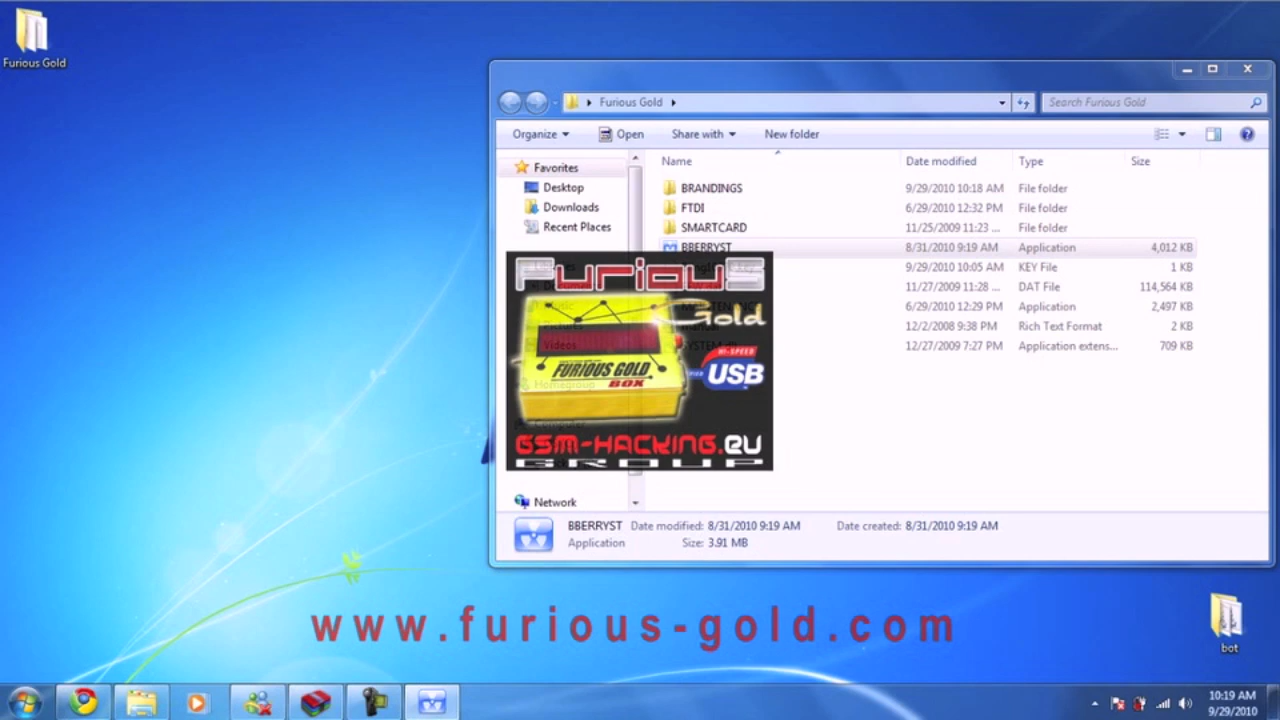 Furious Gold
Furious Gold
Search Furious Gold
Organize Open Share with New folder
Name Date modified Type Size
Favorites
Desktop
Downloads
Recent Places
BRANDINGS 9/29/2010 10:18 AM File folder
FTDI 6/29/2010 12:32 PM File folder
SMARTCARD 11/25/2009 11:23 ... File folder
BBERRYST 8/31/2010 9:19 AM Application 4,012 KB
9/29/2010 10:05 AM KEY File 1 KB
11/27/2009 11:28 ... DAT File 114,564 KB
6/29/2010 12:29 PM Application 2,497 KB
12/2/2008 9:38 PM Rich Text Format 2 KB
12/27/2009 7:27 PM Application extens... 709 KB
FURIOUS
Gold
Pictures
Videos
HI-SPEED
USB
FURIOUS GOLD
BOX
Homegroup
Computer
GSM-HACKING.EU
GROUP
Network
BBERRYST Date modified: 8/31/2010 9:19 AM Date created: 8/31/2010 9:19 AM
Application Size: 3.91 MB
www.furious-gold.com
bot
10:19 AM
9/29/2010